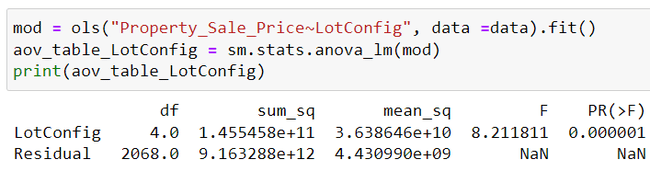 mod = ols("Property_Sale_Price~LotConfig", data =data).fit()
aov_table_LotConfig = sm.stats.anova_lm(mod)
print(aov_table_LotConfig)
df sum_sq mean_sq F PR(>F)
LotConfig 4.0 1.455458e+11 3.638646e+10 8.211811 0.000001
Residual 2068.0 9.163288e+12 4.430990e+09 NaN NaN